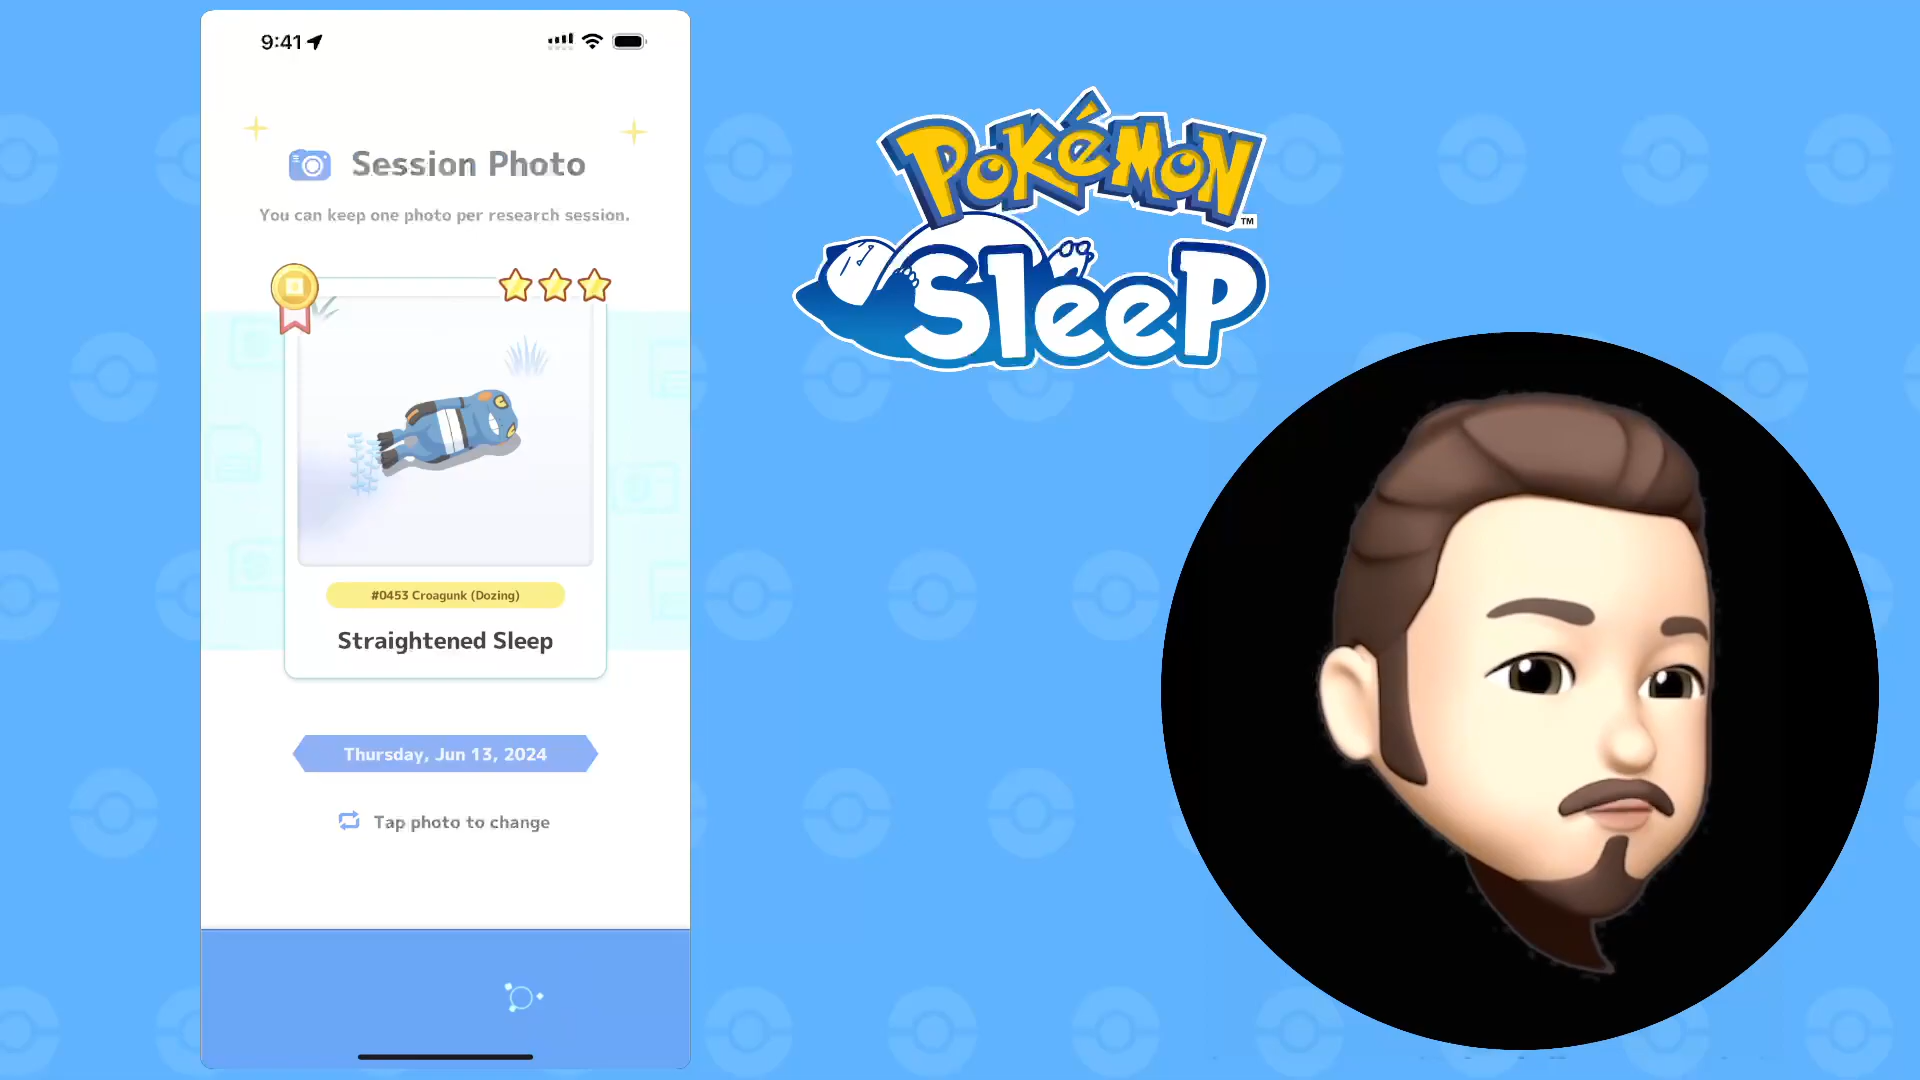 9:41
Session Photo
You can keep one photo per research session.
#0453 Croagunk (Dozing)
Straightened Sleep
Thursday, Jun 13, 2024
Tap photo to change
POKéMON
TM
Sleep